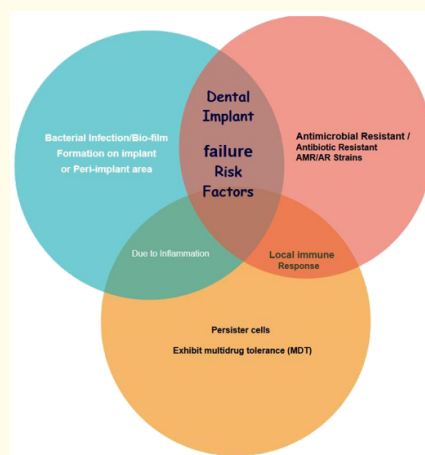 Dental
Implant
failure
Risk
Factors
Bacterial Infection/Bio-film
Formation on implant
or Peri-implant area
Antimicrobial Resistant /
Antibiotic Resistant
AMR/AR Strains
Due to Inflammation
Local immune
Response
Persister cells
Exhibit multidrug tolerance (MDT)